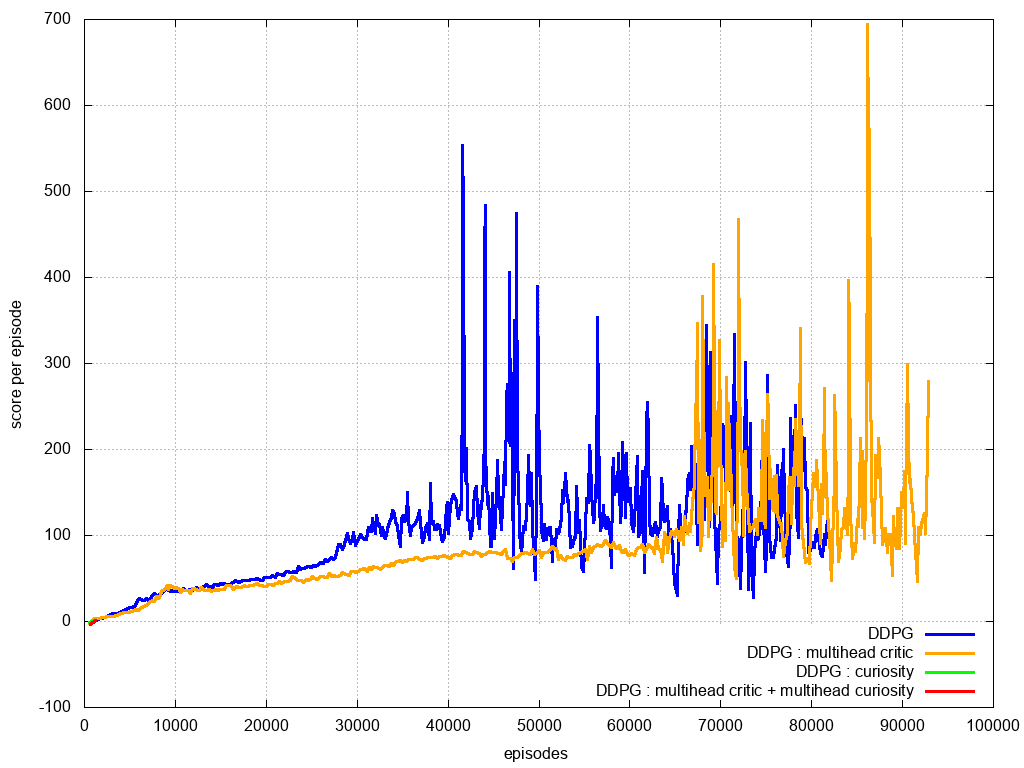 700
600
500
400
300
200
100
0
-100
score per episode
DDPG
DDPG : multihead critic
DDPG : curiosity
DDPG : multihead critic + multihead curiosity
0 10000 20000 30000 40000 50000 60000 70000 80000 90000 100000
episodes